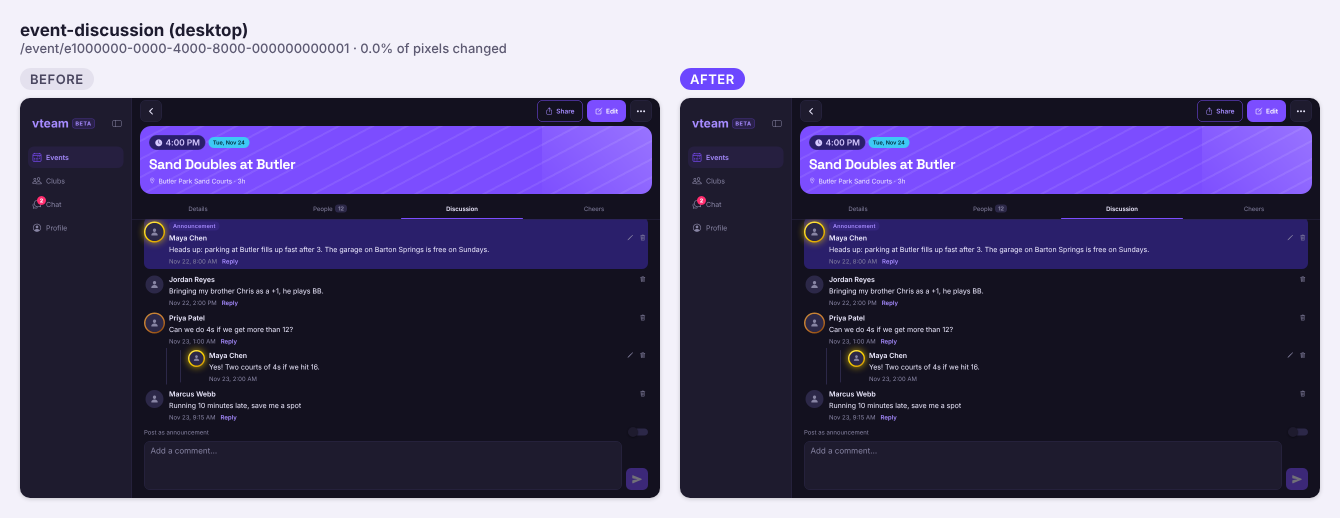 event-discussion (desktop)
/event/e1000000-0000-4000-8000-000000000001 · 0.0% of pixels changed
BEFORE
vteam BETA
Events
Clubs
2
Chat
Profile
Share
Edit
4:00 PM
Tue, Nov 24
Sand Doubles at Butler
Butler Park Sand Courts · 3h
Details
People 12
Discussion
Cheers
Announcement
Maya Chen
Heads up: parking at Butler fills up fast after 3. The garage on Barton Springs is free on Sundays.
Nov 22, 8:00 AM Reply
Jordan Reyes
Bringing my brother Chris as a +1, he plays BB.
Nov 22, 2:00 PM Reply
Priya Patel
Can we do 4s if we get more than 12?
Nov 23, 1:00 AM Reply
Maya Chen
Yes! Two courts of 4s if we hit 16.
Nov 23, 2:00 AM
Marcus Webb
Running 10 minutes late, save me a spot
Nov 23, 9:15 AM Reply
Post as announcement
Add a comment...
AFTER
vteam BETA
Events
Clubs
2
Chat
Profile
Share
Edit
4:00 PM
Tue, Nov 24
Sand Doubles at Butler
Butler Park Sand Courts · 3h
Details
People 12
Discussion
Cheers
Announcement
Maya Chen
Heads up: parking at Butler fills up fast after 3. The garage on Barton Springs is free on Sundays.
Nov 22, 8:00 AM Reply
Jordan Reyes
Bringing my brother Chris as a +1, he plays BB.
Nov 22, 2:00 PM Reply
Priya Patel
Can we do 4s if we get more than 12?
Nov 23, 1:00 AM Reply
Maya Chen
Yes! Two courts of 4s if we hit 16.
Nov 23, 2:00 AM
Marcus Webb
Running 10 minutes late, save me a spot
Nov 23, 9:15 AM Reply
Post as announcement
Add a comment...